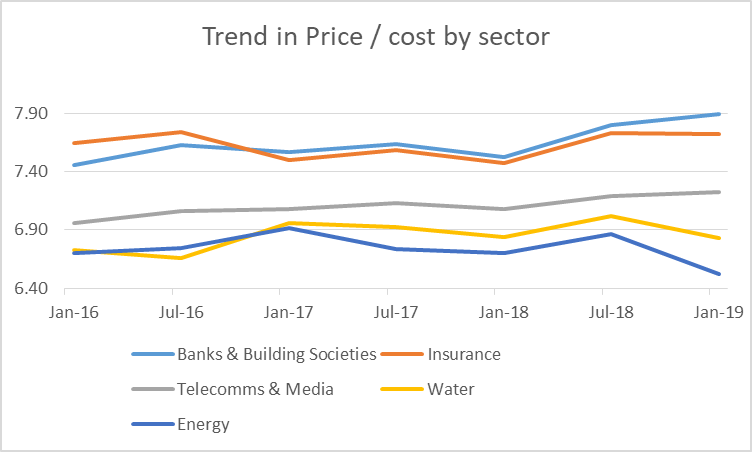 Trend in Price / cost by sector
7.90
7.40
6.90
6.40
Jan-16 Jul-16 Jan-17 Jul-17 Jan-18 Jul-18 Jan-19
Banks & Building Societies Insurance
Telecomms & Media Water
Energy